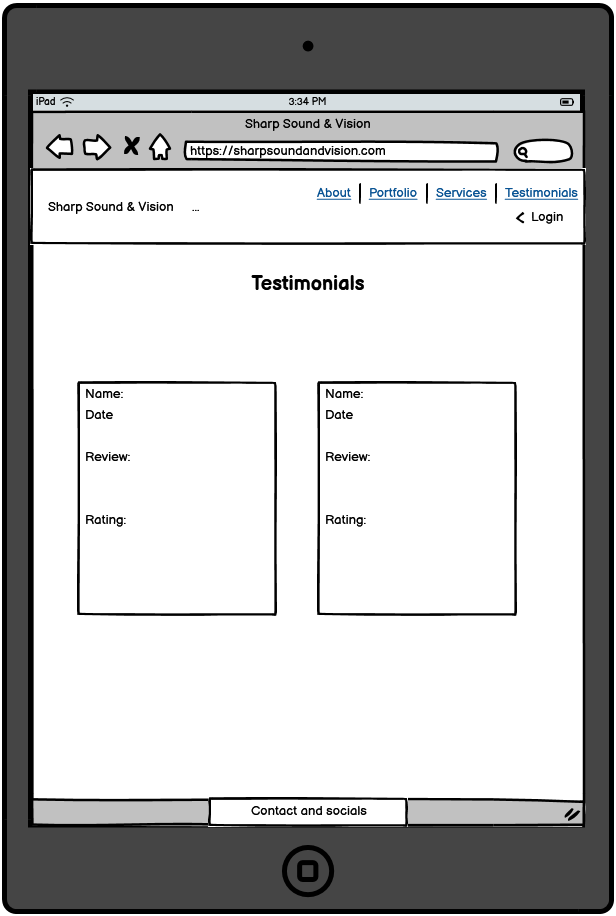 iPad 3:34 PM
Sharp Sound & Vision
https://sharpsoundandvision.com
About Portfolio Services Testimonials
Sharp Sound & Vision ...
Login
Testimonials
Name:
Date
Review:
Rating:
Name:
Date
Review:
Rating:
Contact and socials